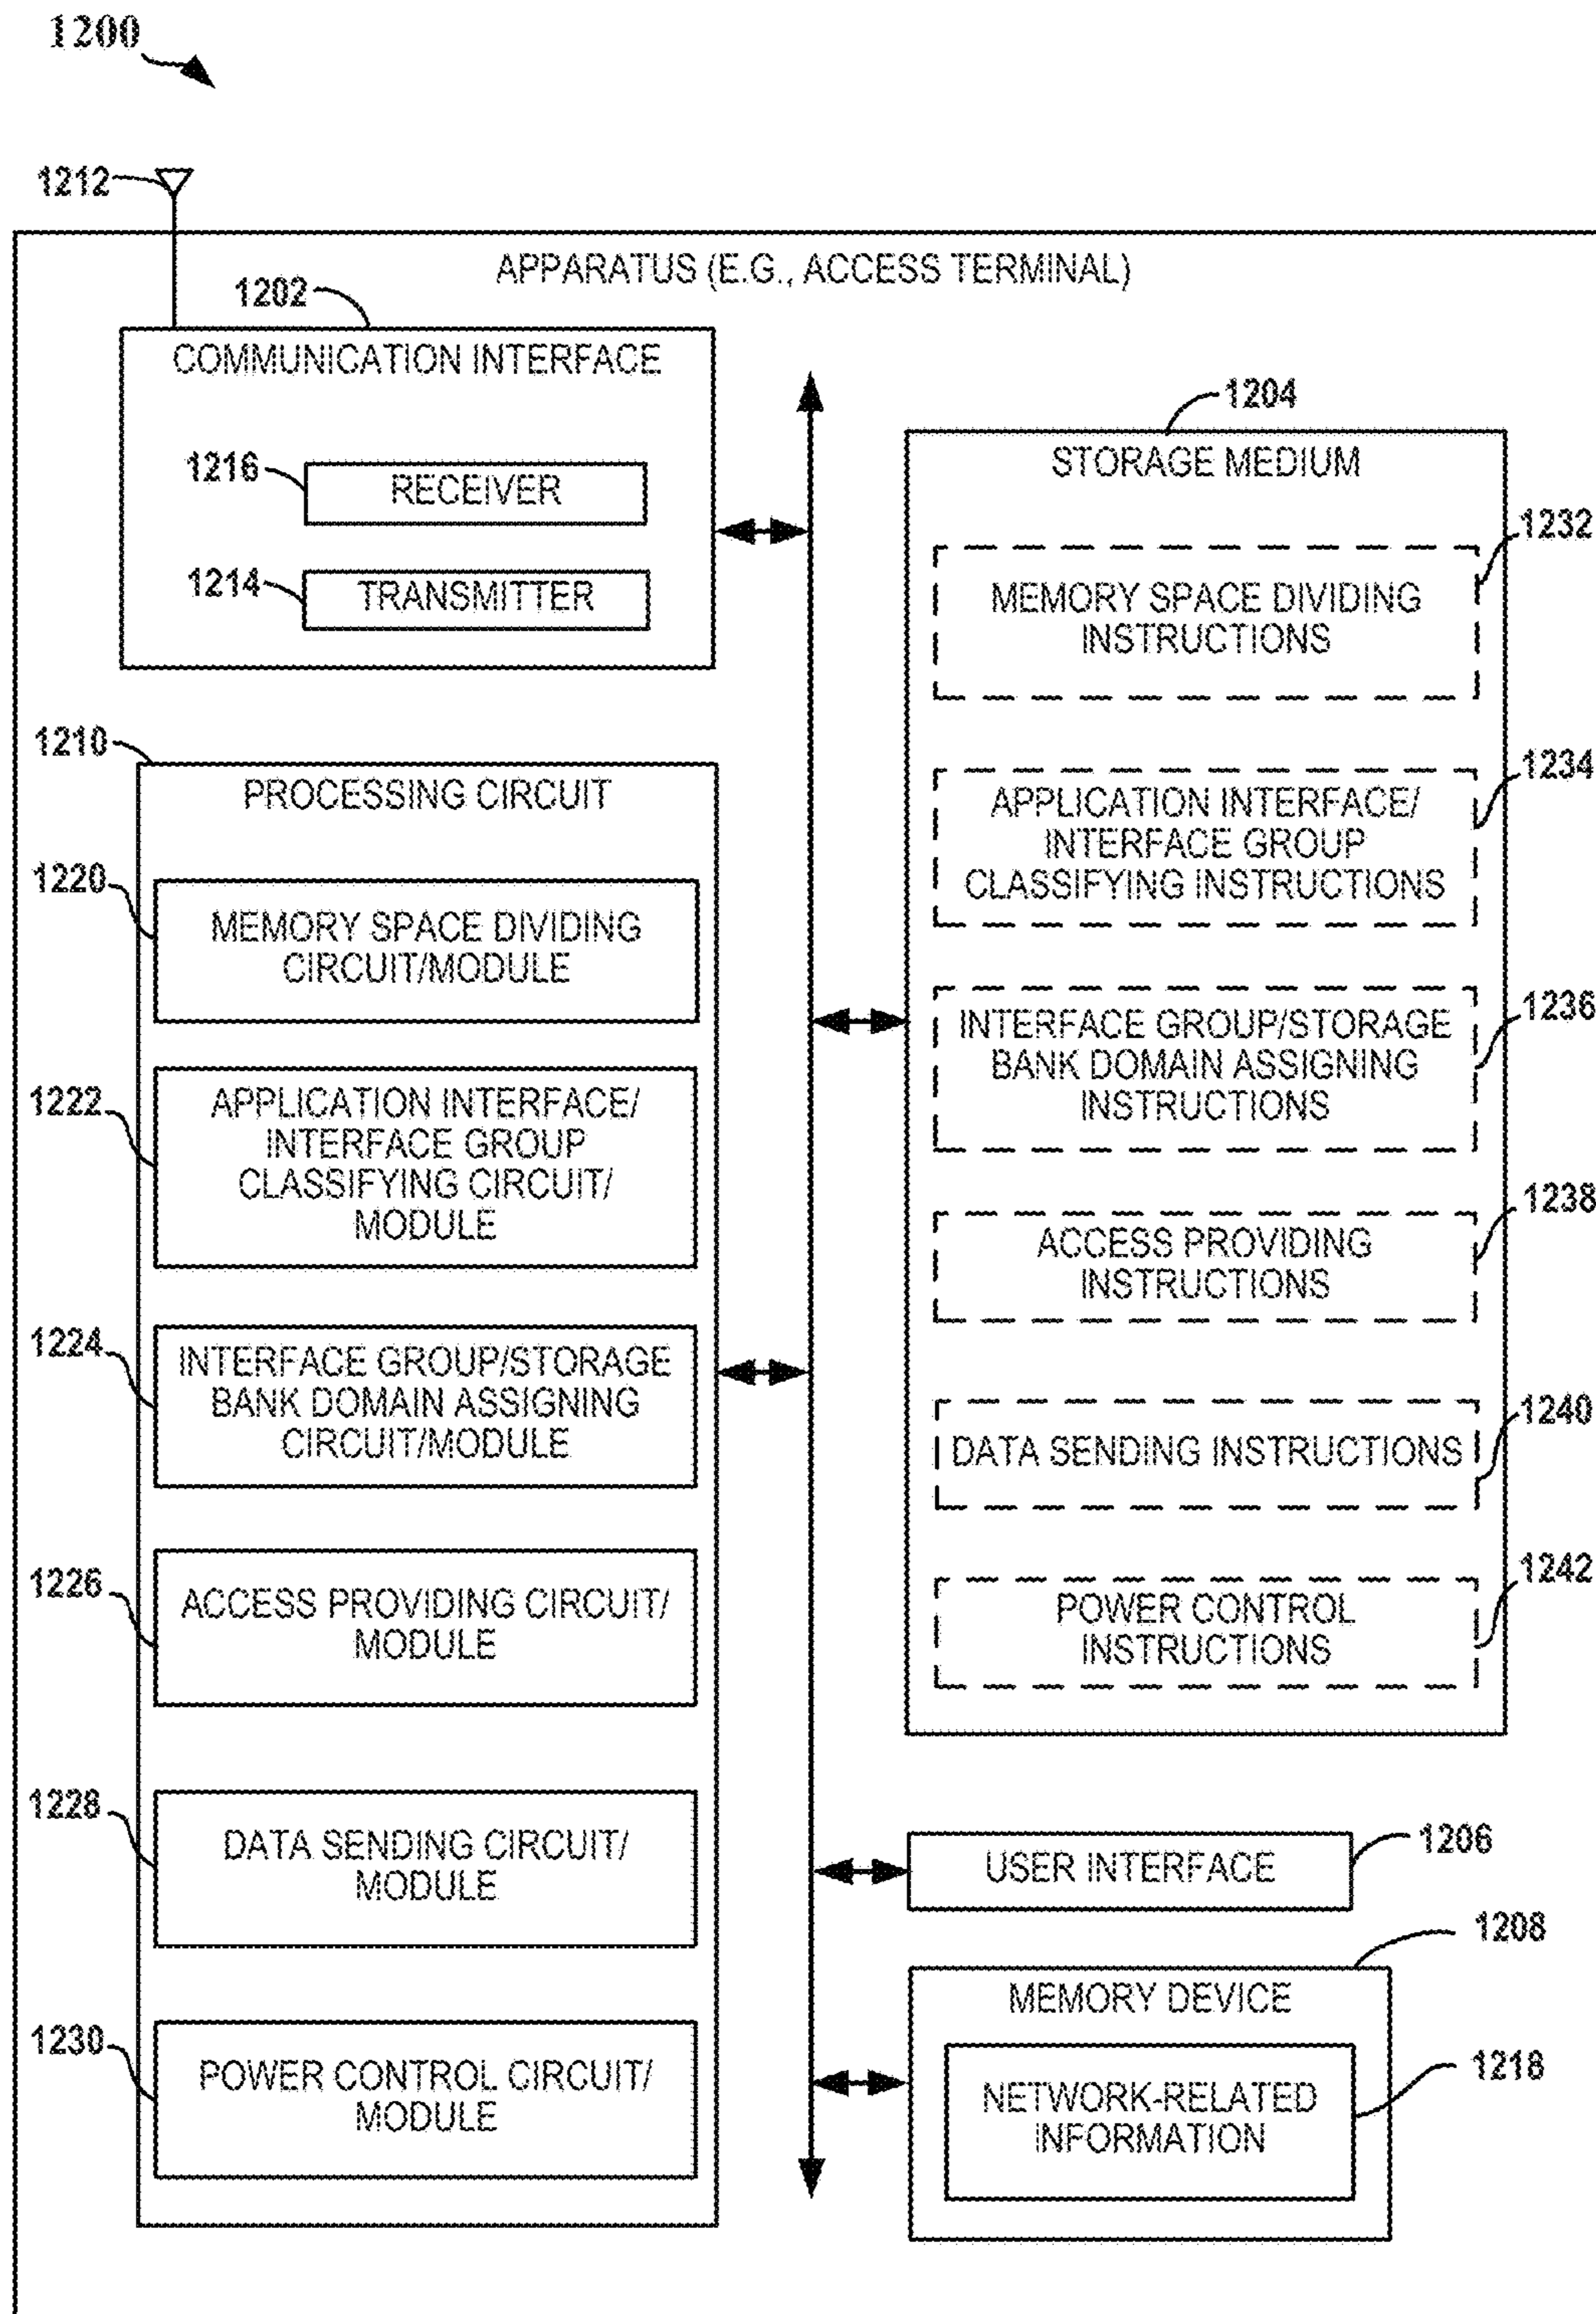 1200
1212
APPARATUS (E.G., ACCESS TERMINAL)
1202
COMMUNICATION INTERFACE
1216
RECEIVER
1214
TRANSMITTER
1210
PROCESSING CIRCUIT
1220
MEMORY SPACE DIVIDING
CIRCUIT/MODULE
1222
APPLICATION INTERFACE/
INTERFACE GROUP
CLASSIFYING CIRCUIT/
MODULE
1224
INTERFACE GROUP/STORAGE
BANK DOMAIN ASSIGNING
CIRCUIT/MODULE
1226
ACCESS PROVIDING CIRCUIT/
MODULE
1228
DATA SENDING CIRCUIT/
MODULE
1230
POWER CONTROL CIRCUIT/
MODULE
1204
STORAGE MEDIUM
1232
MEMORY SPACE DIVIDING
INSTRUCTIONS
1234
APPLICATION INTERFACE/
INTERFACE GROUP
CLASSIFYING INSTRUCTIONS
1236
INTERFACE GROUP/STORAGE
BANK DOMAIN ASSIGNING
INSTRUCTIONS
1238
ACCESS PROVIDING
INSTRUCTIONS
1240
DATA SENDING INSTRUCTIONS
1242
POWER CONTROL
INSTRUCTIONS
1206
USER INTERFACE
1208
MEMORY DEVICE
1218
NETWORK-RELATED
INFORMATION